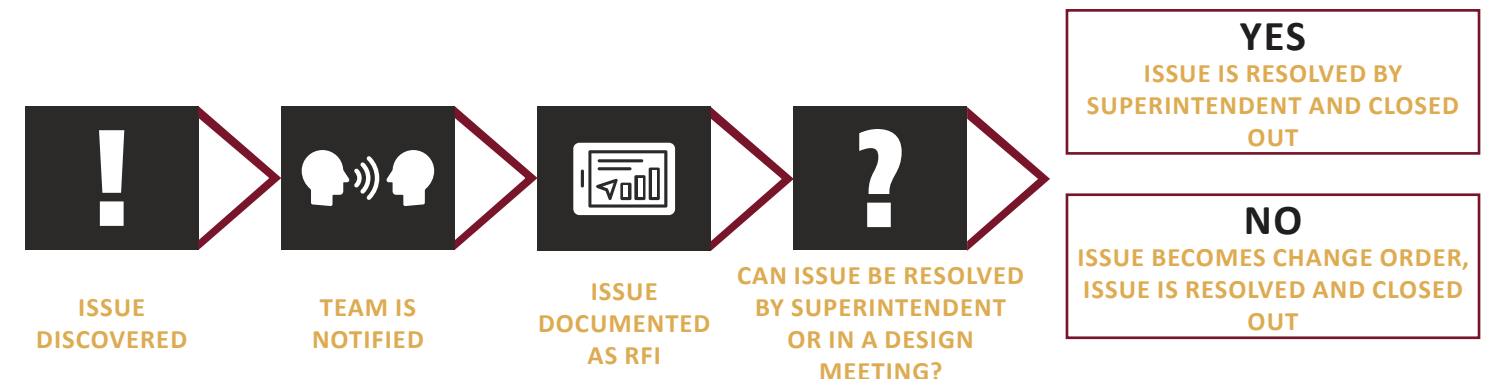 !
ISSUE
DISCOVERED
TEAM IS
NOTIFIED
ISSUE
DOCUMENTED
AS RFI
?
CAN ISSUE BE RESOLVED
BY SUPERINTENDENT
OR IN A DESIGN
MEETING?
YES
ISSUE IS RESOLVED BY
SUPERINTENDENT AND CLOSED
OUT
NO
ISSUE BECOMES CHANGE ORDER,
ISSUE IS RESOLVED AND CLOSED
OUT